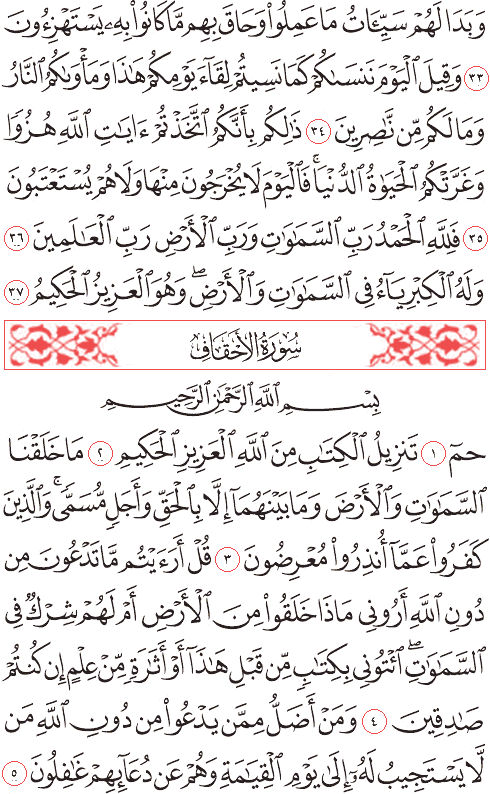 وَبَدَا لَهُمْ سَيِّـَٔاتُ مَا عَمِلُوا۟ وَحَاقَ بِهِم مَّا كَانُوا۟ بِهِۦ يَسْتَهْزِءُونَ
٣٣ وَقِيلَ ٱلْيَوْمَ نَنسَىٰكُمْ كَمَا نَسِيتُمْ لِقَآءَ يَوْمِكُمْ هَٰذَا وَمَأْوَىٰكُمُ ٱلنَّارُ
وَمَا لَكُم مِّن نَّٰصِرِينَ ٣٤ ذَٰلِكُم بِأَنَّكُمُ ٱتَّخَذْتُمْ ءَايَٰتِ ٱللَّهِ هُزُوًا
وَغَرَّتْكُمُ ٱلْحَيَوٰةُ ٱلدُّنْيَا ۚ فَٱلْيَوْمَ لَا يُخْرَجُونَ مِنْهَا وَلَا هُمْ يُسْتَعْتَبُونَ
٣٥ فَلِلَّهِ ٱلْحَمْدُ رَبِّ ٱلسَّمَٰوَٰتِ وَرَبِّ ٱلْأَرْضِ رَبِّ ٱلْعَٰلَمِينَ ٣٦
وَلَهُ ٱلْكِبْرِيَآءُ فِى ٱلسَّمَٰوَٰتِ وَٱلْأَرْضِ ۖ وَهُوَ ٱلْعَزِيزُ ٱلْحَكِيمُ ٣٧
سُورَةُ الأَحْقَافِ
بِسْمِ ٱللَّهِ ٱلرَّحْمَٰنِ ٱلرَّحِيمِ
حمٓ ١ تَنزِيلُ ٱلْكِتَٰبِ مِنَ ٱللَّهِ ٱلْعَزِيزِ ٱلْحَكِيمِ ٢ مَا خَلَقْنَا
ٱلسَّمَٰوَٰتِ وَٱلْأَرْضَ وَمَا بَيْنَهُمَآ إِلَّا بِٱلْحَقِّ وَأَجَلٍ مُّسَمًّى ۚ وَٱلَّذِينَ
كَفَرُوا۟ عَمَّآ أُنذِرُوا۟ مُعْرِضُونَ ٣ قُلْ أَرَءَيْتُم مَّا تَدْعُونَ مِن
دُونِ ٱللَّهِ أَرُونِى مَاذَا خَلَقُوا۟ مِنَ ٱلْأَرْضِ أَمْ لَهُمْ شِرْكٌ فِى
ٱلسَّمَٰوَٰتِ ۖ ٱئْتُونِى بِكِتَٰبٍ مِّن قَبْلِ هَٰذَآ أَوْ أَثَٰرَةٍ مِّنْ عِلْمٍ إِن كُنتُمْ
صَٰدِقِينَ ٤ وَمَنْ أَضَلُّ مِمَّن يَدْعُوا۟ مِن دُونِ ٱللَّهِ مَن
لَّا يَسْتَجِيبُ لَهُۥٓ إِلَىٰ يَوْمِ ٱلْقِيَٰمَةِ وَهُمْ عَن دُعَآئِهِمْ غَٰفِلُونَ ٥